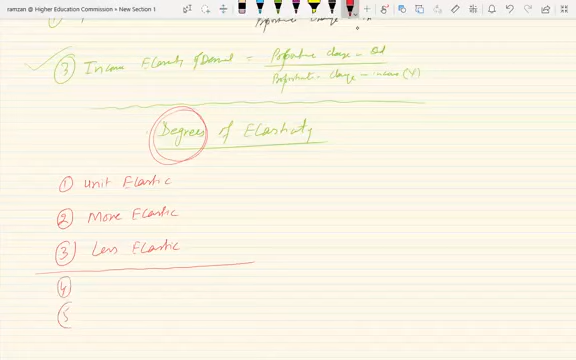 ramzan @ Higher Education Commission » New Section 1
③ Income Elasticity of Demand = Proportionate change in Qd
Proportionate change in income (Y)
Degrees of Elasticity
① Unit Elastic
② More Elastic
③ Less Elastic
④
⑤